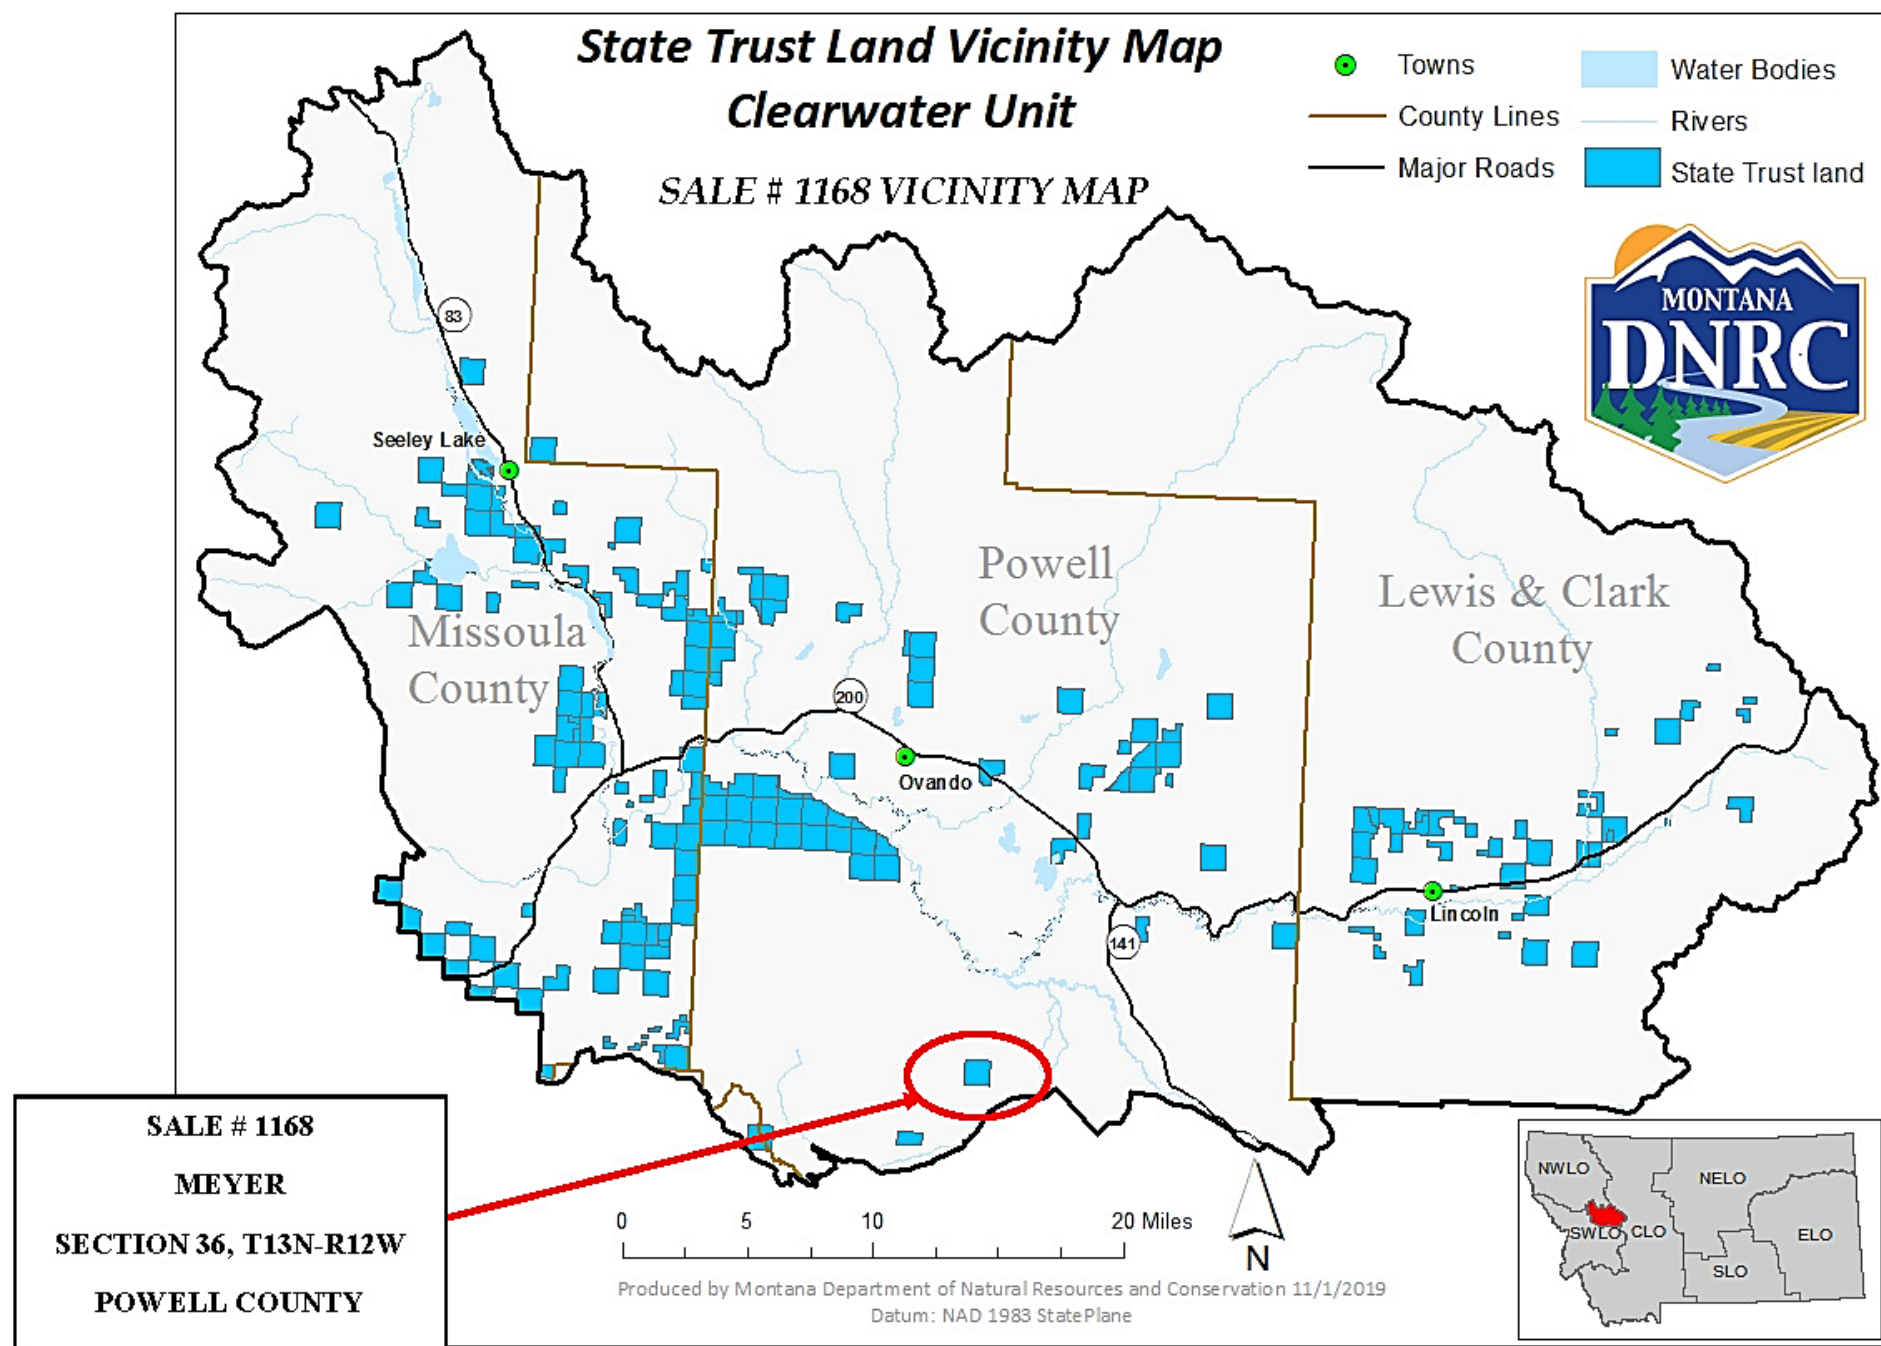 State Trust Land Vicinity Map
Clearwater Unit
SALE # 1168 VICINITY MAP
Towns
County Lines
Major Roads
Water Bodies
Rivers
State Trust land
MONTANA
DNRC
83
Seeley Lake
Missoula
County
Powell
County
Lewis & Clark
County
200
Ovando
Lincoln
141
SALE # 1168
MEYER
SECTION 36, T13N-R12W
POWELL COUNTY
0 5 10 20 Miles
N
Produced by Montana Department of Natural Resources and Conservation 11/1/2019
Datum: NAD 1983 StatePlane
NWLO
NELO
SWLO
CLO
ELO
SLO